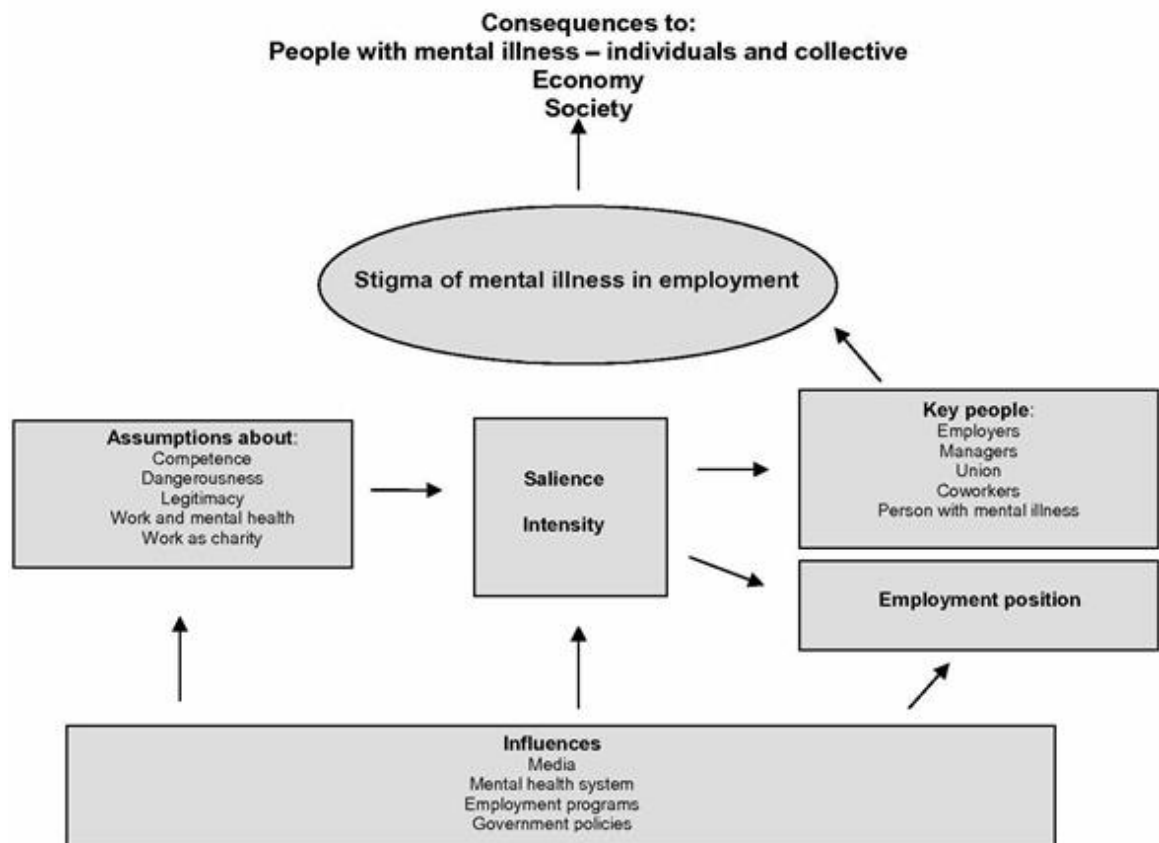 Consequences to:
People with mental illness – individuals and collective
Economy
Society
Stigma of mental illness in employment
Assumptions about:
Competence
Dangerousness
Legitimacy
Work and mental health
Work as charity
Salience
Intensity
Key people:
Employers
Managers
Union
Coworkers
Person with mental illness
Employment position
Influences
Media
Mental health system
Employment programs
Government policies